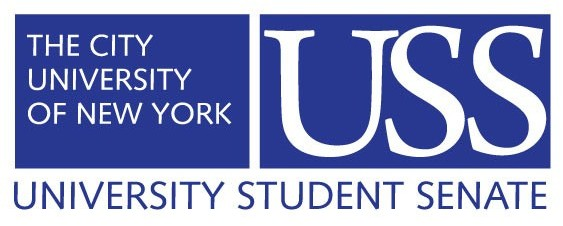 THE CITY
UNIVERSITY
OF NEW YORK
USS
UNIVERSITY STUDENT SENATE